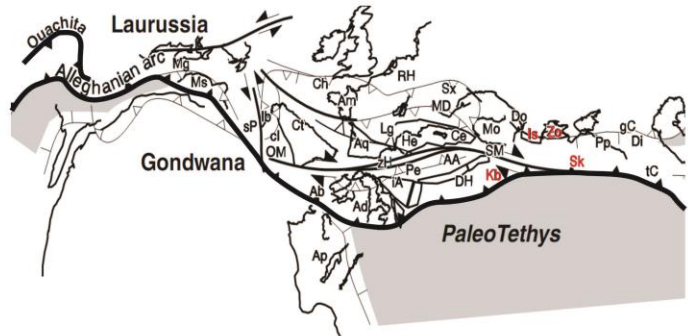 Laurussia
Ouachita
Alleghanian arc
Mg
Ms
Ch
RH
Am
Sx
MD
Do
Is
Zo
gC
Pp
Di
Mo
Ib
sP
Ct
cI
OM
Aq
Lg
He
Ce
SM
zH
Pe
AA
IA
DH
Kb
Sk
tC
Gondwana
Ab
Ad
Ap
PaleoTethys